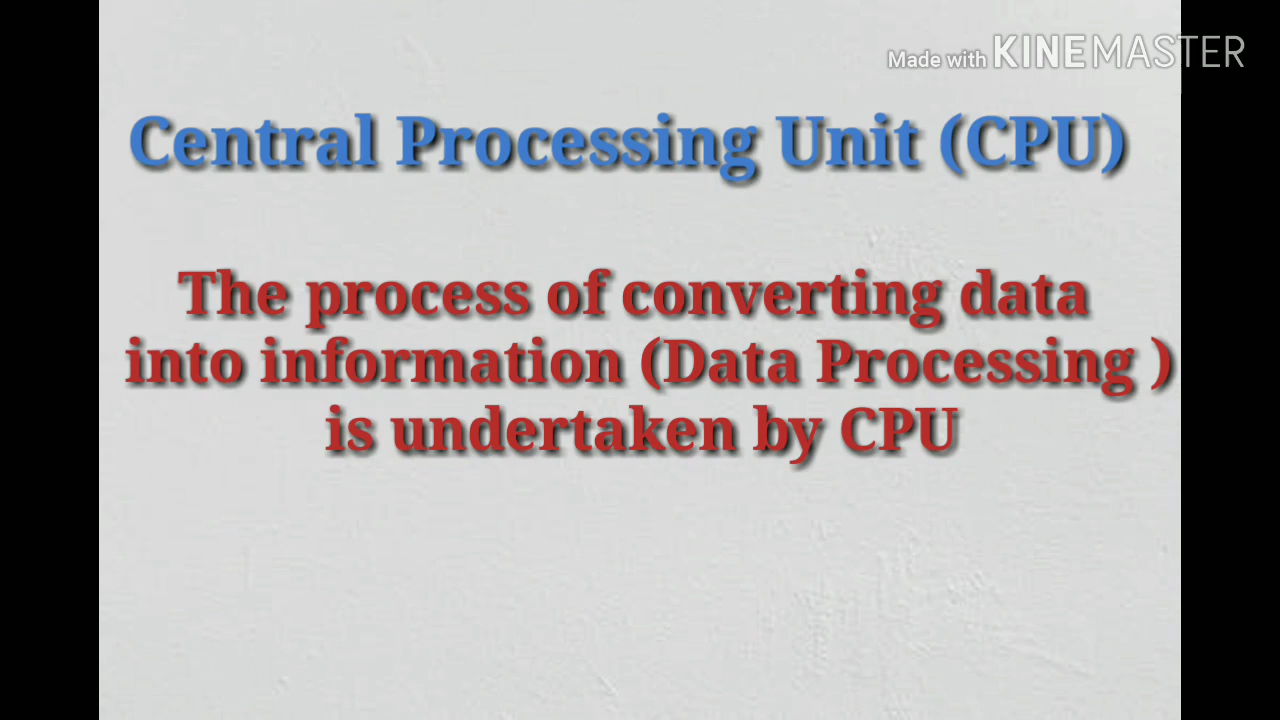 Made with KINEMASTER
Central Processing Unit (CPU)
The process of converting data
into information (Data Processing )
is undertaken by CPU